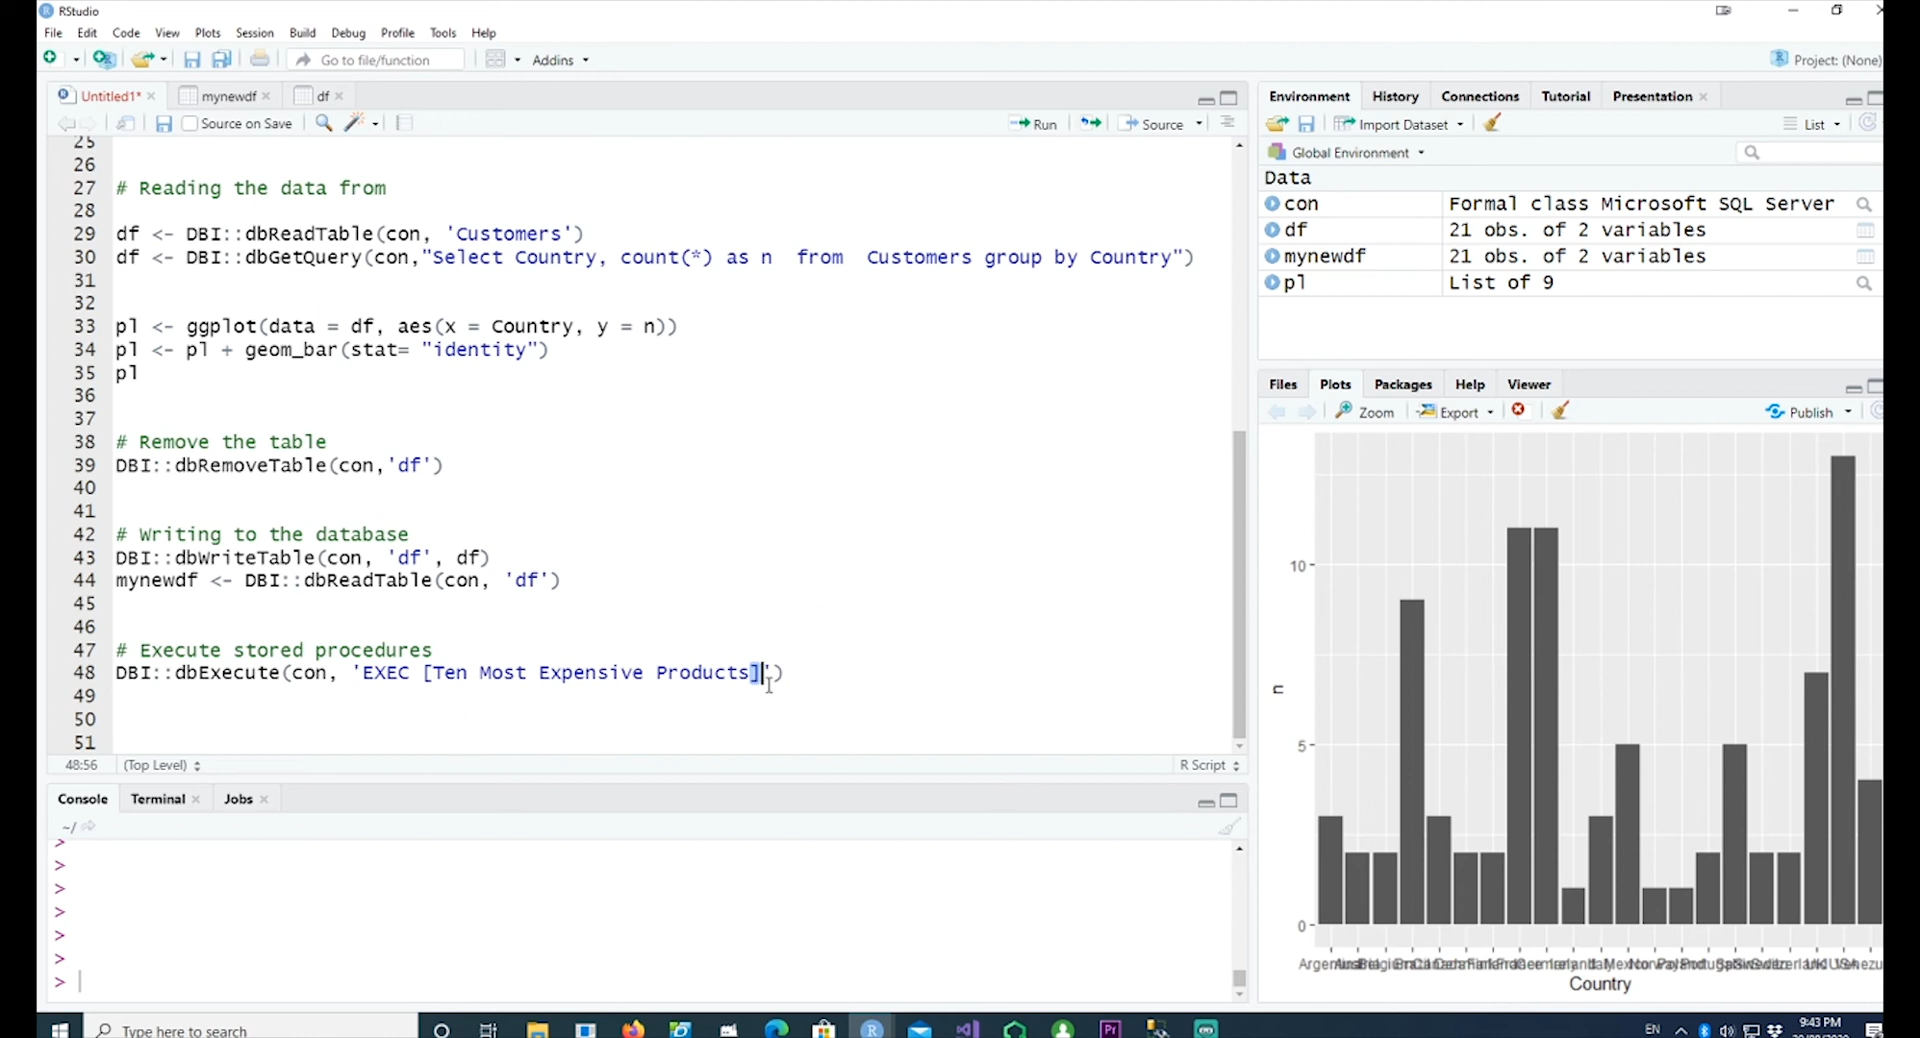 RStudio
File Edit Code View Plots Session Build Debug Profile Tools Help
Go to file/function Addins Project: (None)
Untitled1* mynewdf df
Source on Save Run Source
25
26
27 # Reading the data from
28
29 df <- DBI::dbReadTable(con, 'Customers')
30 df <- DBI::dbGetQuery(con,"Select Country, count(*) as n from Customers group by Country")
31
32
33 pl <- ggplot(data = df, aes(x = Country, y = n))
34 pl <- pl + geom_bar(stat= "identity")
35 pl
36
37
38 # Remove the table
39 DBI::dbRemoveTable(con,'df')
40
41
42 # Writing to the database
43 DBI::dbWriteTable(con, 'df', df)
44 mynewdf <- DBI::dbReadTable(con, 'df')
45
46
47 # Execute stored procedures
48 DBI::dbExecute(con, 'EXEC [Ten Most Expensive Products]')
49
50
51
48:56 (Top Level) R Script
Console Terminal Jobs
~/
>
>
>
>
>
>
>
Environment History Connections Tutorial Presentation
Import Dataset List
Global Environment
Data
con Formal class Microsoft SQL Server
df 21 obs. of 2 variables
mynewdf 21 obs. of 2 variables
pl List of 9
Files Plots Packages Help Viewer
Zoom Export Publish
10
n
5
0
Country
Type here to search
EN 9:43 PM